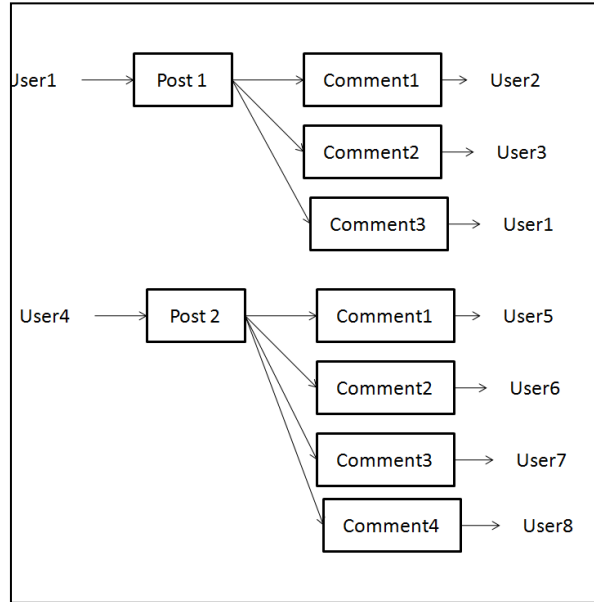 User1 Post 1 Comment1 User2
Comment2 User3
Comment3 User1
User4 Post 2 Comment1 User5
Comment2 User6
Comment3 User7
Comment4 User8